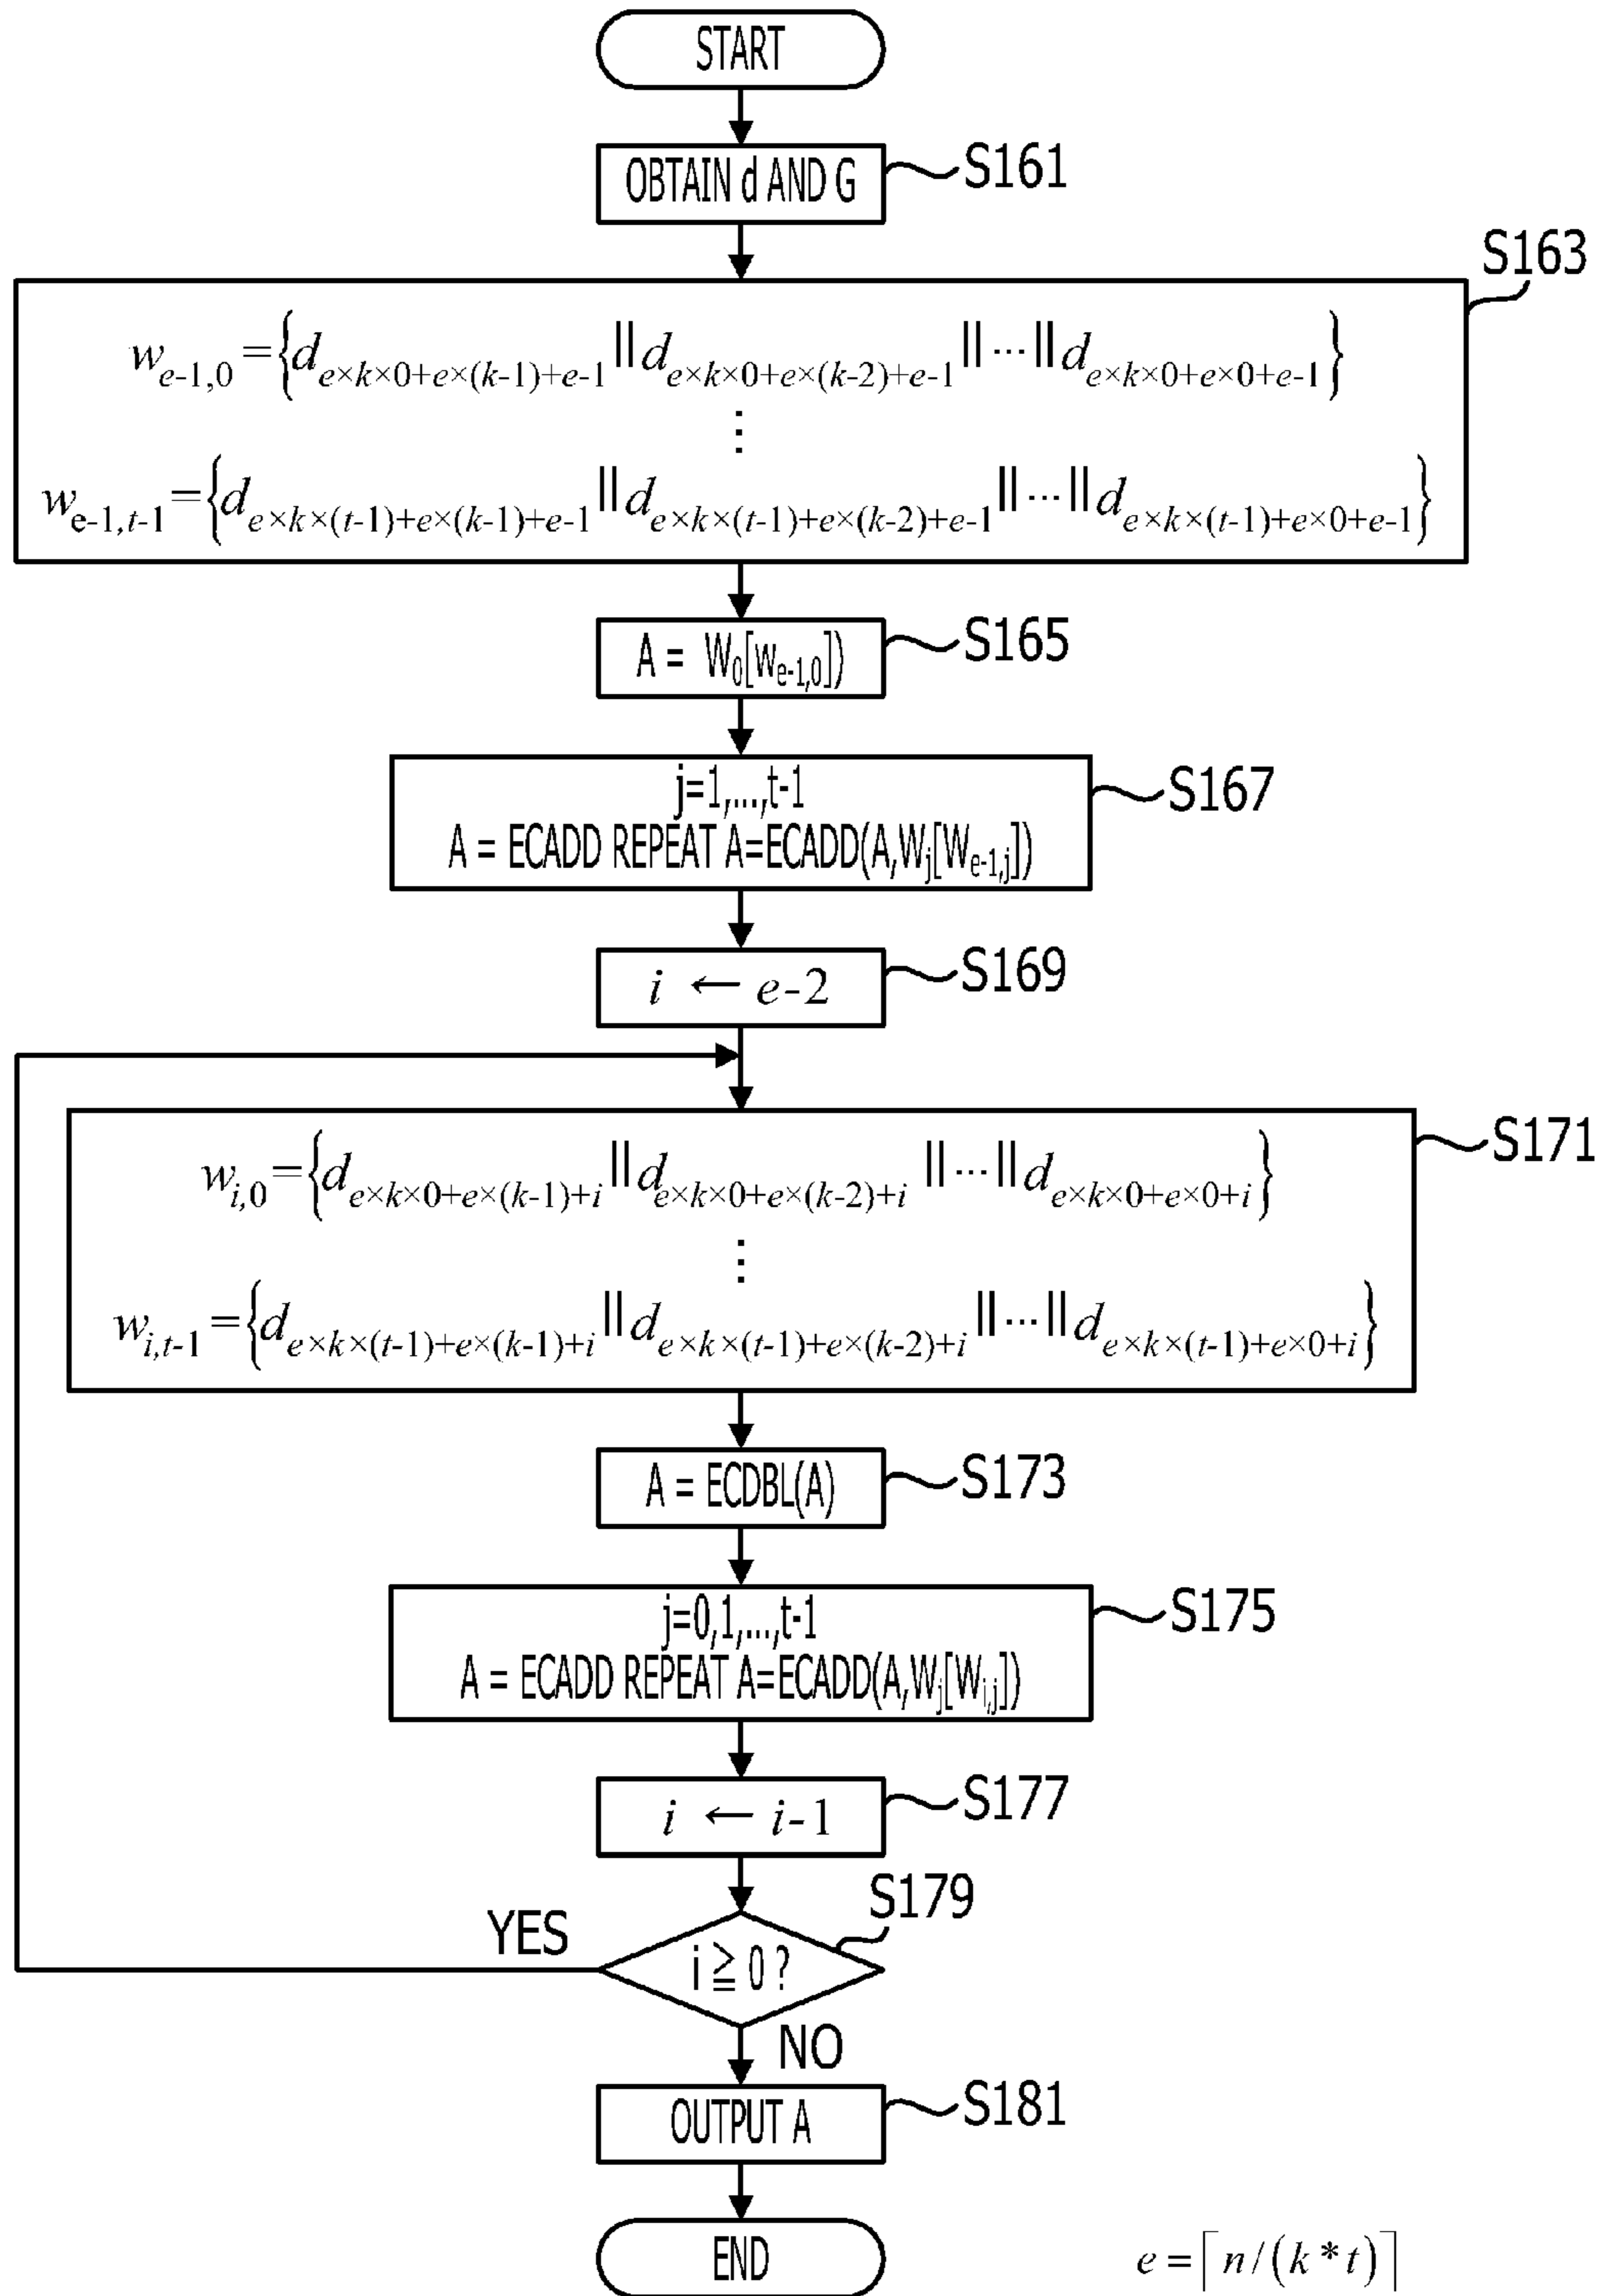 START
OBTAIN d AND G
S161
S163
w_{e-1,0}={d_{e×k×0+e×(k-1)+e-1}||d_{e×k×0+e×(k-2)+e-1}||···||d_{e×k×0+e×0+e-1}}
⋮
w_{e-1,t-1}={d_{e×k×(t-1)+e×(k-1)+e-1}||d_{e×k×(t-1)+e×(k-2)+e-1}||···||d_{e×k×(t-1)+e×0+e-1}}
A = W_0[w_{e-1,0}])
S165
j=1,...,t-1
A = ECADD REPEAT A=ECADD(A,W_j[W_{e-1,j}])
S167
i ← e-2
S169
S171
w_{i,0}={d_{e×k×0+e×(k-1)+i}||d_{e×k×0+e×(k-2)+i}||···||d_{e×k×0+e×0+i}}
⋮
w_{i,t-1}={d_{e×k×(t-1)+e×(k-1)+i}||d_{e×k×(t-1)+e×(k-2)+i}||···||d_{e×k×(t-1)+e×0+i}}
A = ECDBL(A)
S173
j=0,1,...,t-1
A = ECADD REPEAT A=ECADD(A,W_j[W_{i,j}])
S175
i ← i-1
S177
S179
YES
i ≧ 0 ?
NO
OUTPUT A
S181
END
e=⌈n/(k*t)⌉